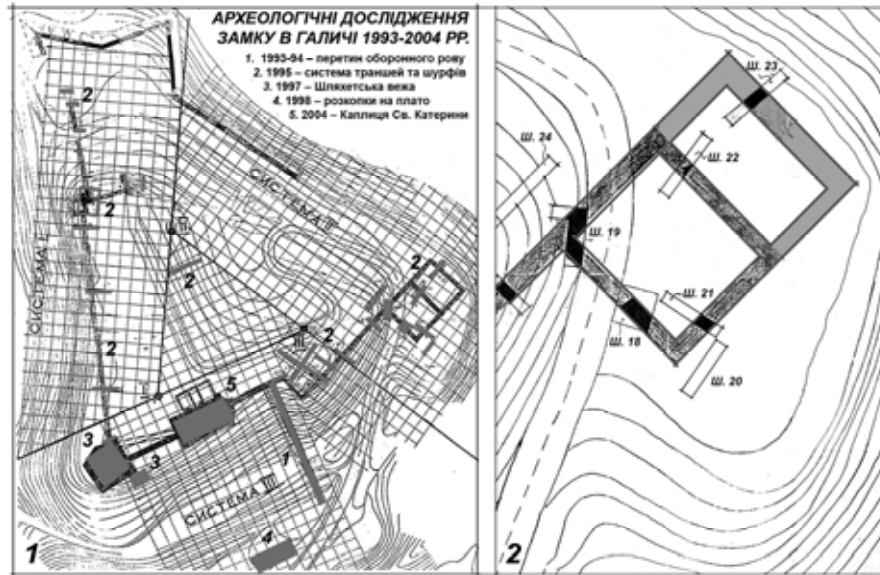 АРХЕОЛОГІЧНІ ДОСЛІДЖЕННЯ
ЗАМКУ В ГАЛИЧІ 1993-2004 РР.
1. 1993-94 – перетин оборонного рову
2. 1995 – система траншей та шурфів
3. 1997 – Шляхетська вежа
4. 1998 – розкопки на плато
5. 2004 – Каплиця Св. Катерини
2
2
СИСТЕМА I
СИСТЕМА II
2
2
2
2
5
3
3
1
СИСТЕМА III
4
1
Ш. 23
Ш. 24
Ш. 22
Ш. 19
Ш. 21
Ш. 18
Ш. 20
2